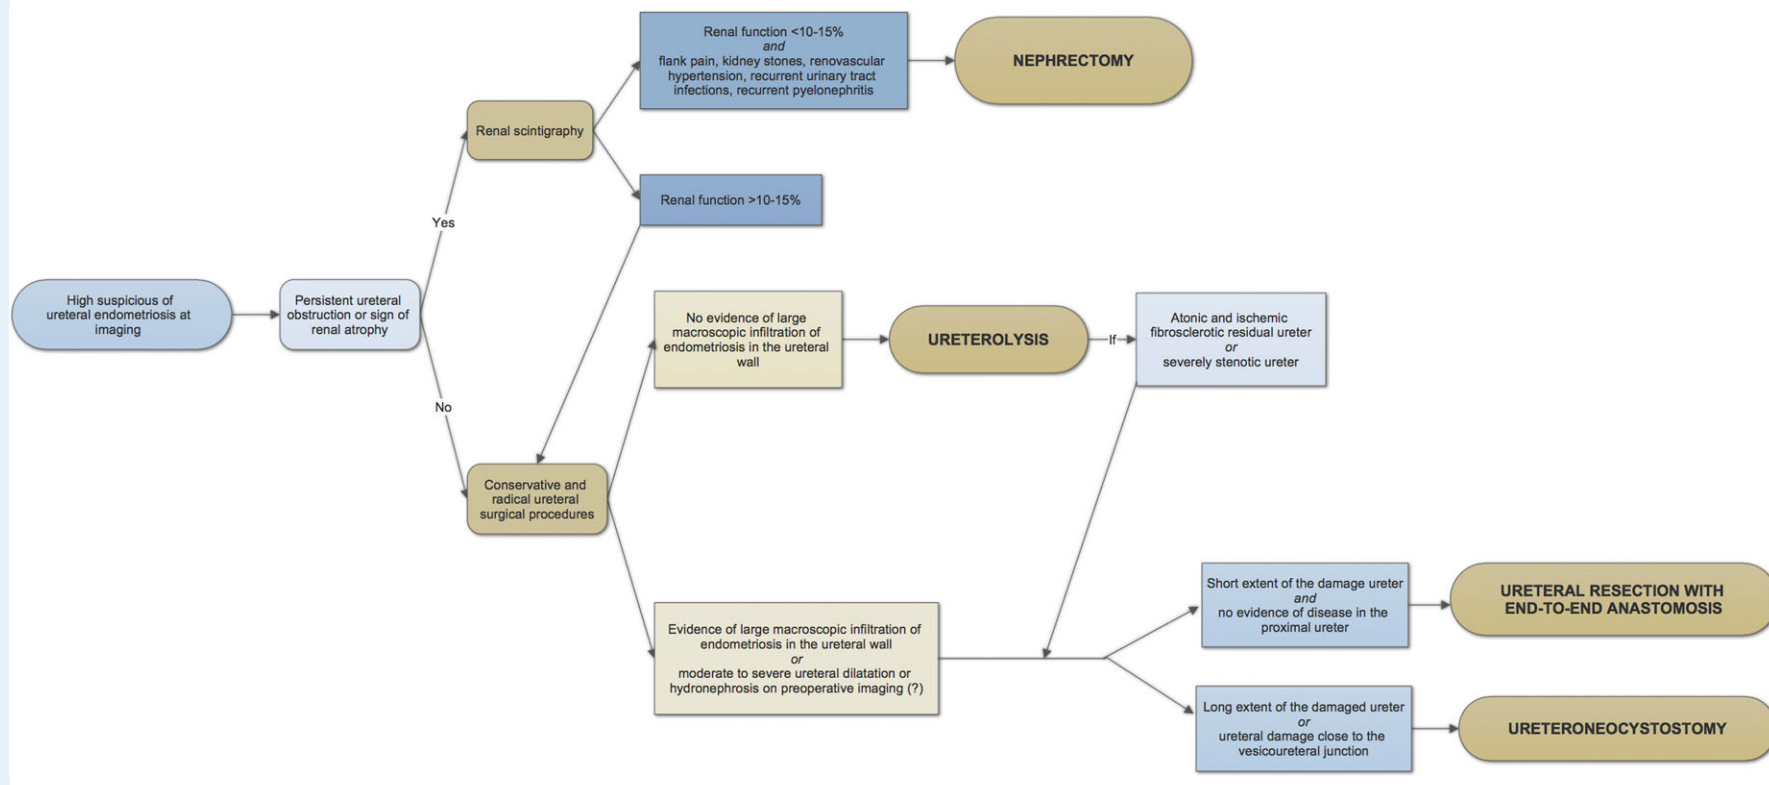 Renal function <10-15%
and
flank pain, kidney stones, renovascular
hypertension, recurrent urinary tract
infections, recurrent pyelonephritis
NEPHRECTOMY
Renal scintigraphy
Renal function >10-15%
Yes
High suspicious of
ureteral endometriosis at
imaging
Persistent ureteral
obstruction or sign of
renal atrophy
No
No evidence of large
macroscopic infiltration of
endometriosis in the ureteral
wall
URETEROLYSIS
If
Atonic and ischemic
fibrosclerotic residual ureter
or
severely stenotic ureter
Conservative and
radical ureteral
surgical procedures
Evidence of large macroscopic infiltration of
endometriosis in the ureteral wall
or
moderate to severe ureteral dilatation or
hydronephrosis on preoperative imaging (?)
Short extent of the damage ureter
and
no evidence of disease in the
proximal ureter
URETERAL RESECTION WITH
END-TO-END ANASTOMOSIS
Long extent of the damaged ureter
or
ureteral damage close to the
vesicoureteral junction
URETERONEOCYSTOSTOMY